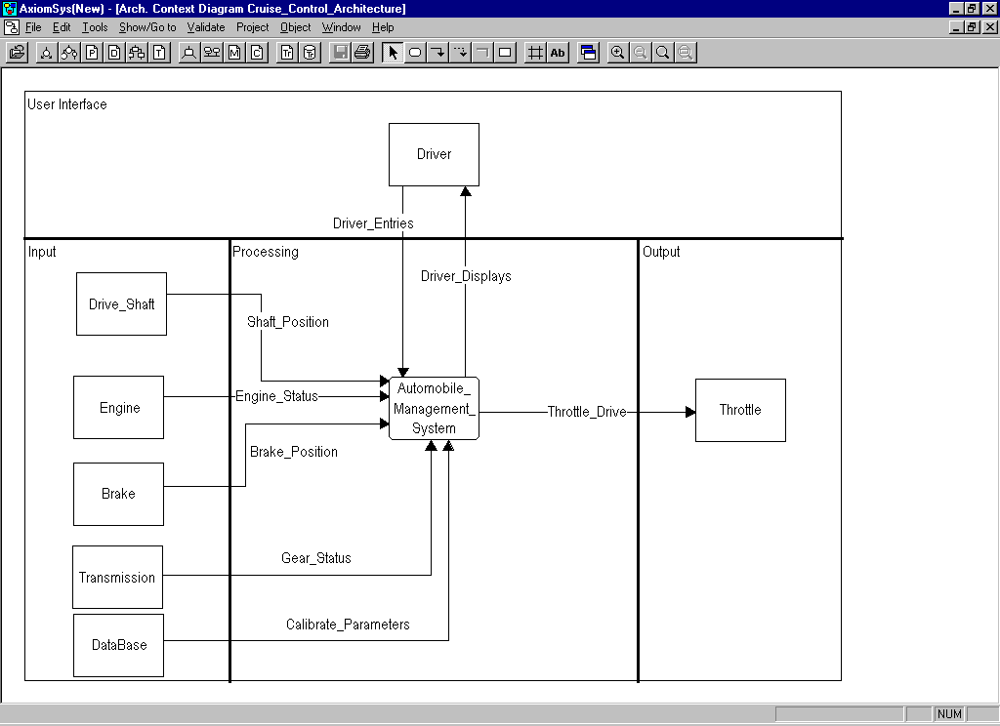 AxiomSys(New) - [Arch. Context Diagram Cruise_Control_Architecture]
File Edit Tools Show/Go to Validate Project Object Window Help
P D T M C Tr Ab
User Interface
Driver
Driver_Entries
Input
Processing
Output
Driver_Displays
Drive_Shaft
Shaft_Position
Automobile_
Management_
System
Engine
Engine_Status
Throttle_Drive
Throttle
Brake_Position
Brake
Gear_Status
Transmission
Calibrate_Parameters
DataBase
NUM